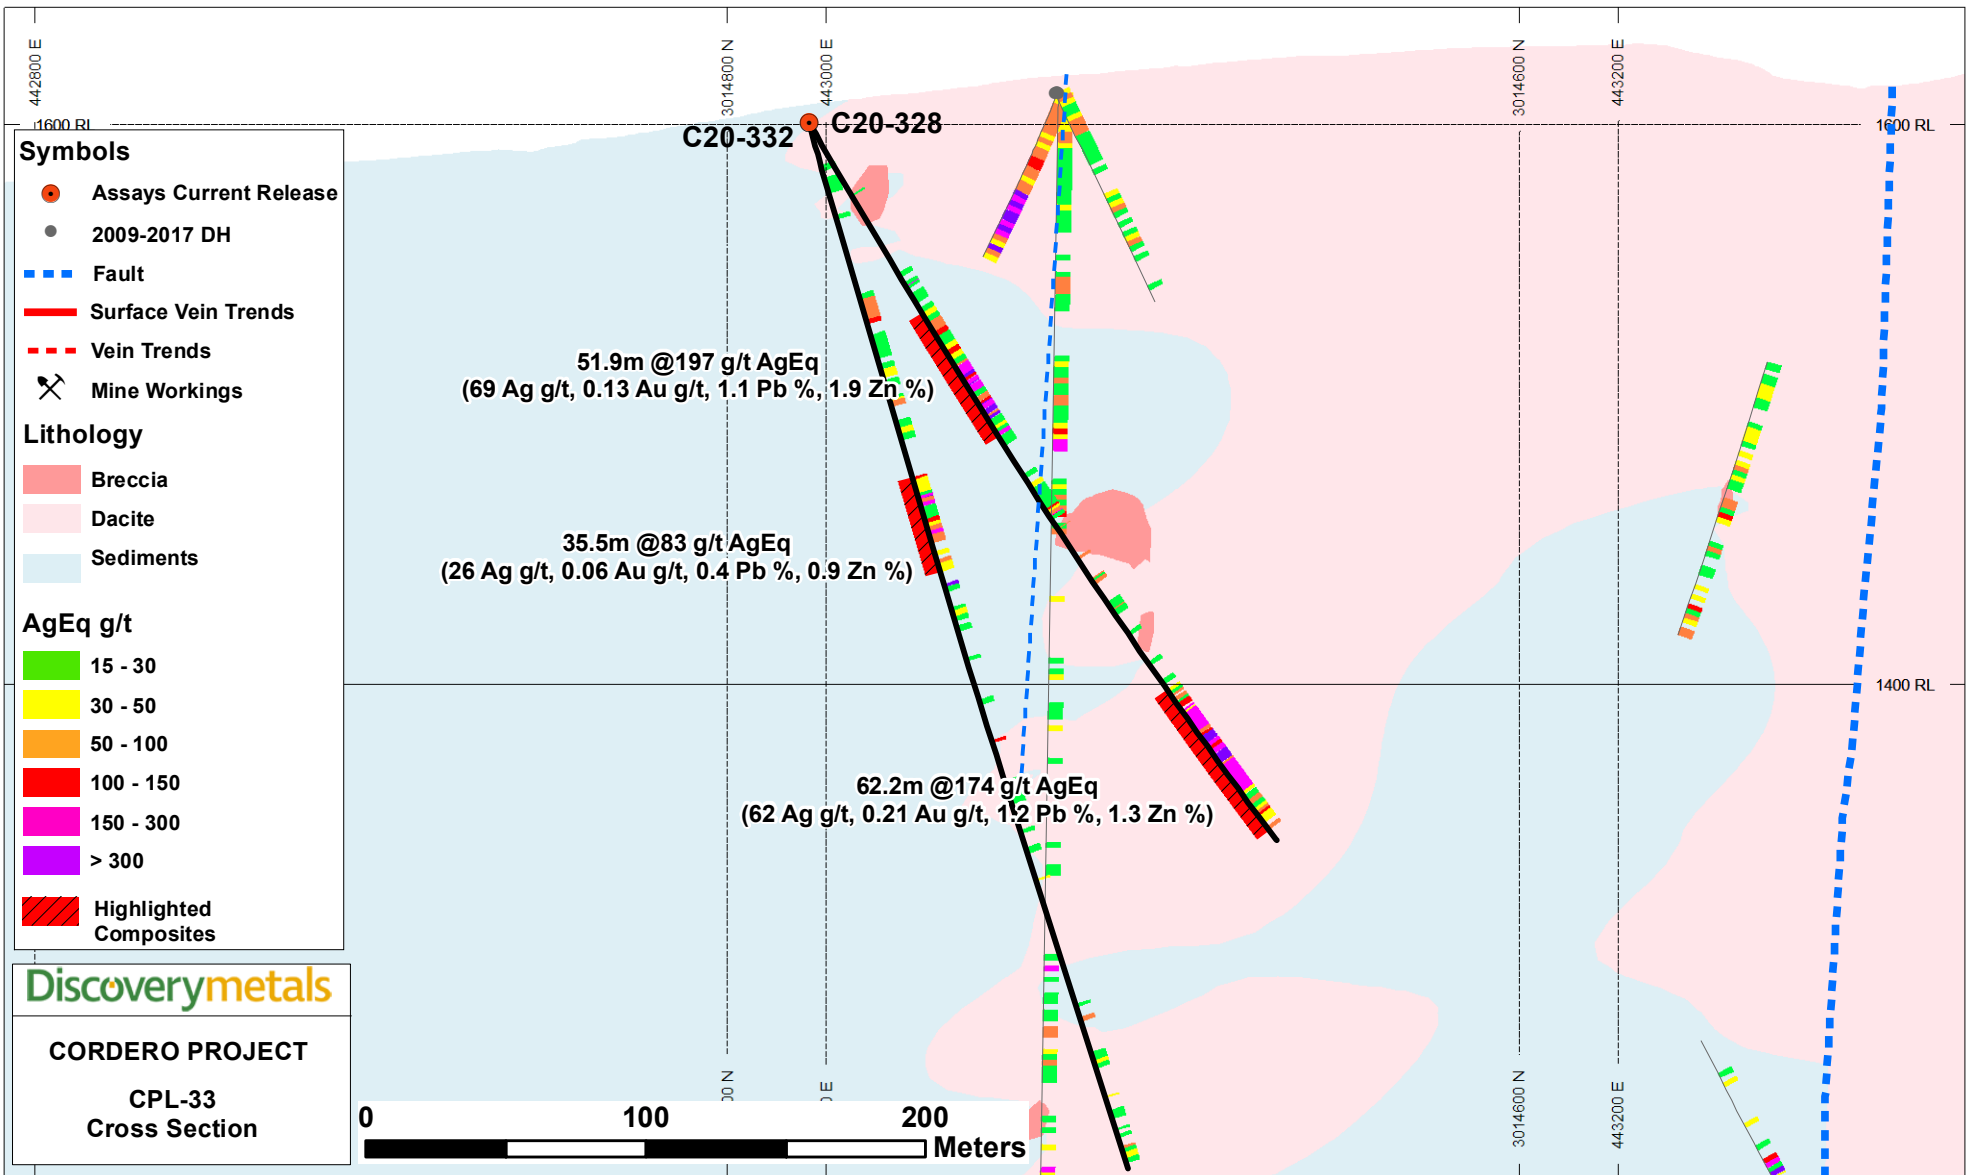 442800 E
3014800 N
443000 E
3014600 N
443200 E
1600 RL
1600 RL
C20-332
C20-328
Symbols
Assays Current Release
2009-2017 DH
Fault
Surface Vein Trends
Vein Trends
Mine Workings
Lithology
Breccia
Dacite
Sediments
AgEq g/t
15 - 30
30 - 50
50 - 100
100 - 150
150 - 300
> 300
Highlighted
Composites
51.9m @197 g/t AgEq
(69 Ag g/t, 0.13 Au g/t, 1.1 Pb %, 1.9 Zn %)
35.5m @83 g/t AgEq
(26 Ag g/t, 0.06 Au g/t, 0.4 Pb %, 0.9 Zn %)
1400 RL
62.2m @174 g/t AgEq
(62 Ag g/t, 0.21 Au g/t, 1.2 Pb %, 1.3 Zn %)
Discoverymetals
CORDERO PROJECT
CPL-33
Cross Section
0 100 200
Meters
N
E
3014600 N
443200 E